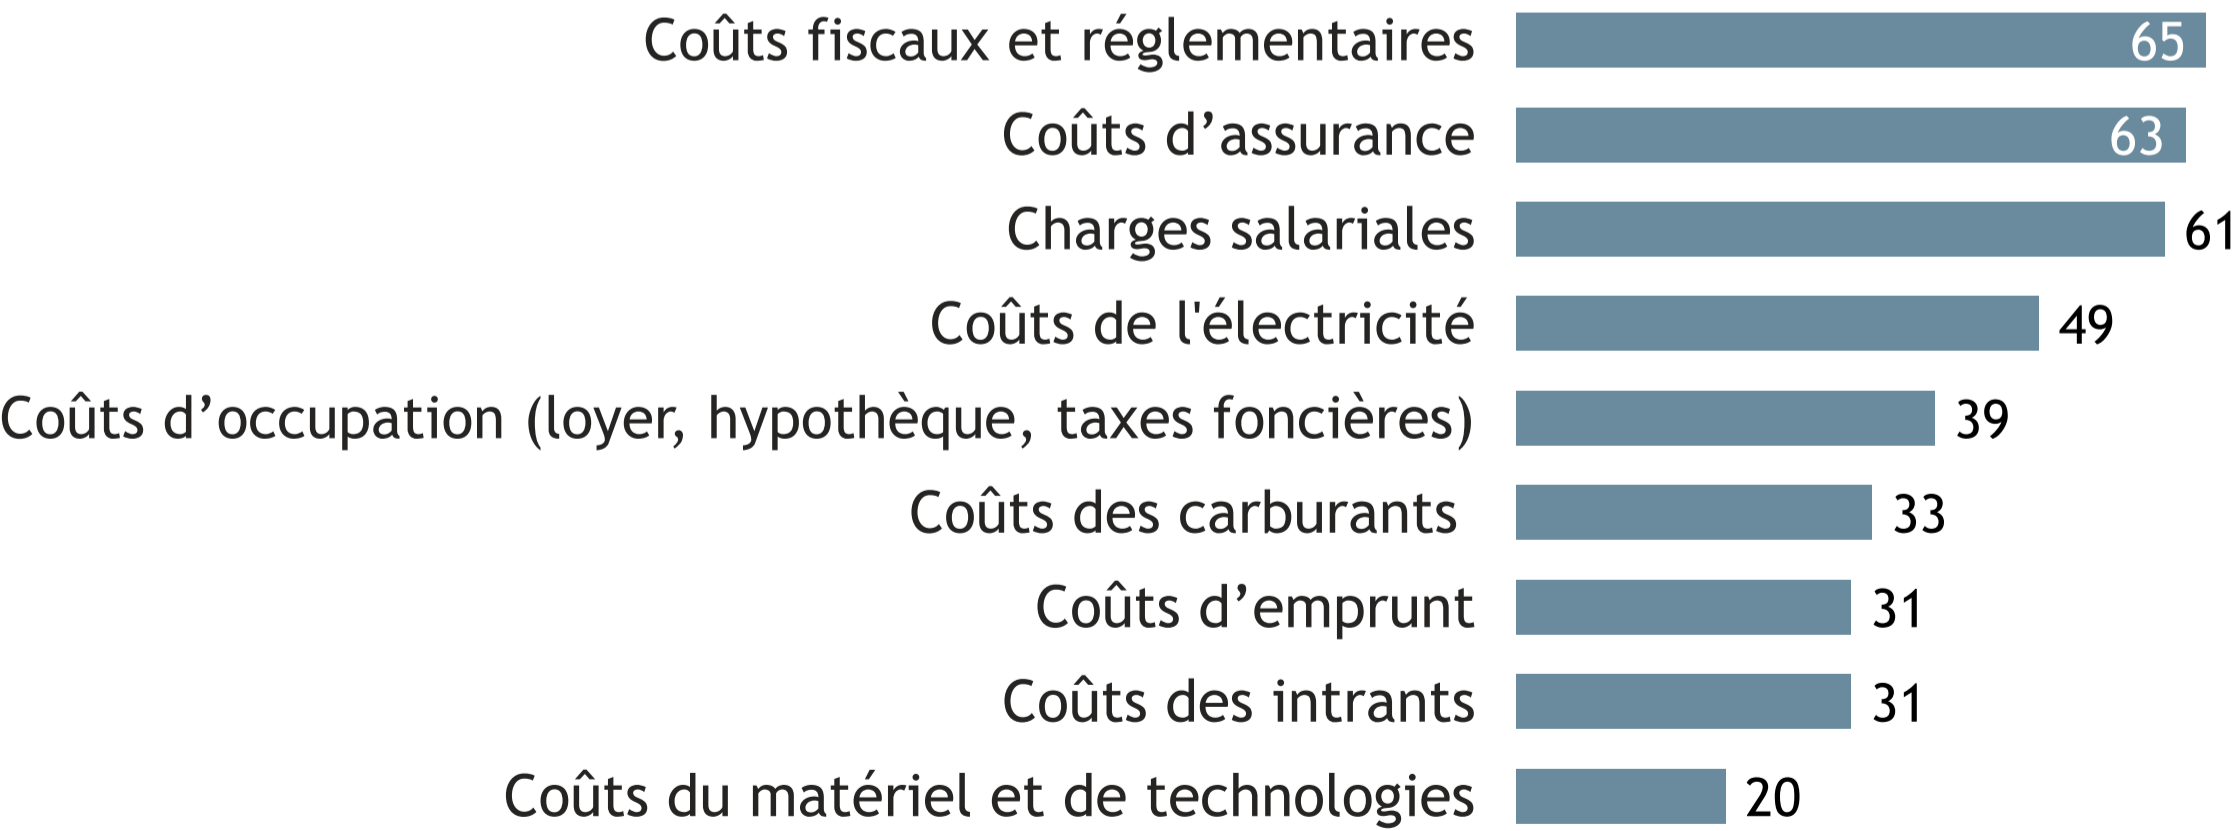 Coûts fiscaux et réglementaires 65
Coûts d’assurance 63
Charges salariales 61
Coûts de l'électricité 49
Coûts d’occupation (loyer, hypothèque, taxes foncières) 39
Coûts des carburants 33
Coûts d’emprunt 31
Coûts des intrants 31
Coûts du matériel et de technologies 20